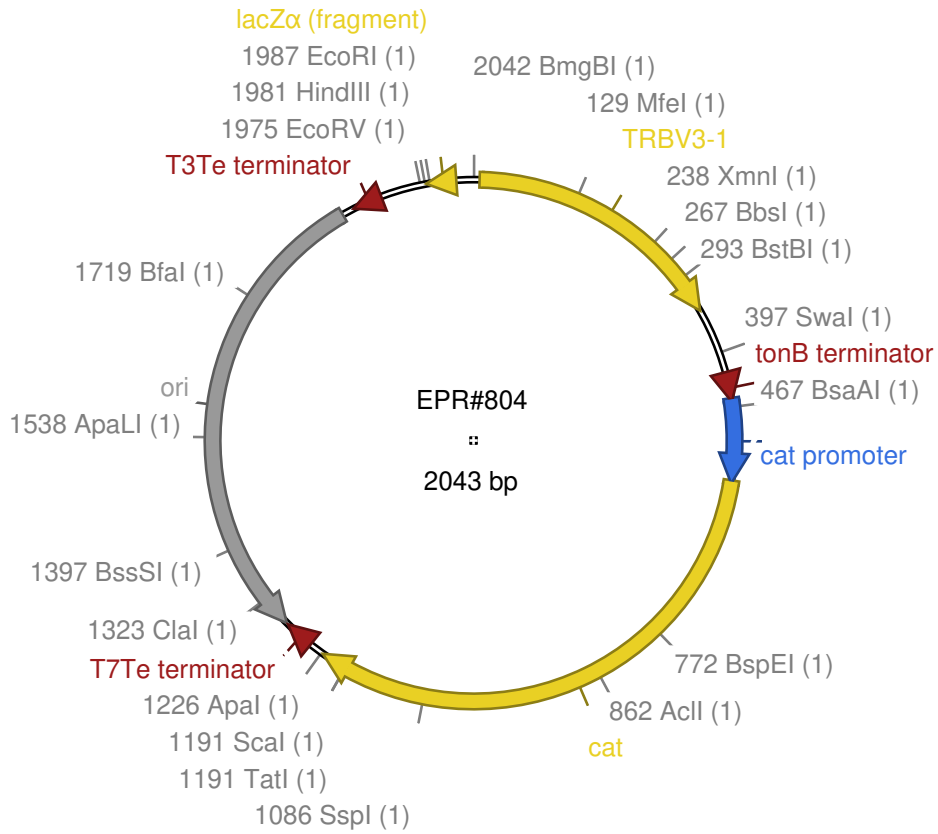 lacZα (fragment)
1987 EcoRI (1)
1981 HindIII (1)
1975 EcoRV (1)
T3Te terminator
2042 BmgBI (1)
129 MfeI (1)
TRBV3-1
238 XmnI (1)
267 BbsI (1)
293 BstBI (1)
397 SwaI (1)
tonB terminator
467 BsaAI (1)
cat promoter
1719 BfaI (1)
ori
1538 ApaLI (1)
EPR#804
2043 bp
1397 BssSI (1)
1323 ClaI (1)
T7Te terminator
1226 ApaI (1)
1191 ScaI (1)
1191 TatI (1)
1086 SspI (1)
772 BspEI (1)
862 AclI (1)
cat